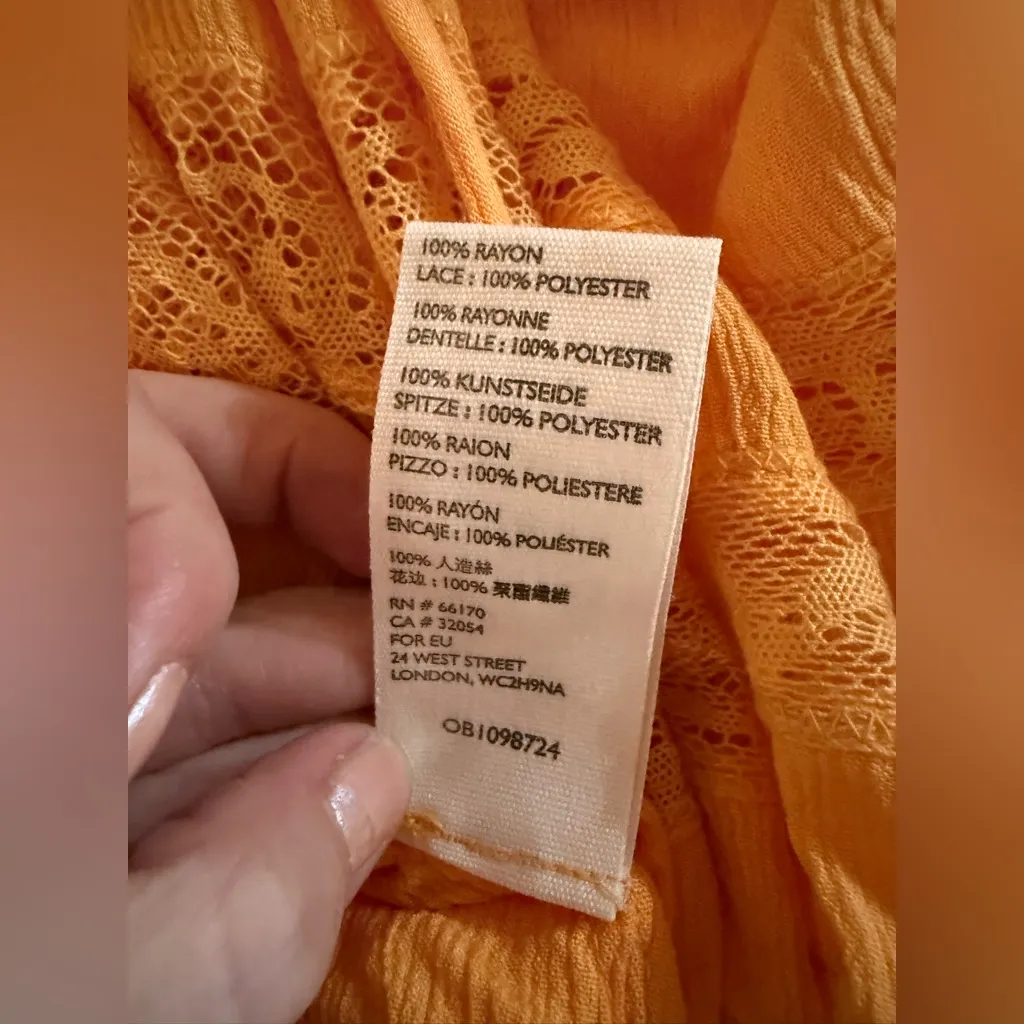 100% RAYON
LACE : 100% POLYESTER
100% RAYONNE
DENTELLE : 100% POLYESTER
100% KUNSTSEIDE
SPITZE : 100% POLYESTER
100% RAION
PIZZO : 100% POLIESTERE
100% RAYÓN
ENCAJE : 100% POLIÉSTER
100% 人造絲
花边 : 100% 聚酯纖維
RN # 66170
CA # 32054
FOR EU
24 WEST STREET
LONDON, WC2H9NA
OB1098724